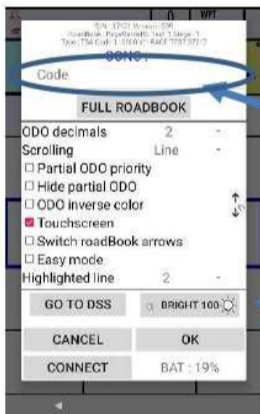 WPT
Code
FULL ROADBOOK
ODO decimals 2 -
Scrolling Line -
Partial ODO priority
Hide partial ODO
ODO inverse color
Touchscreen
Switch roadBook arrows
Easy mode
Highlighted line 2 -
GO TO DSS BRIGHT 100
CANCEL OK
CONNECT BAT : 19%